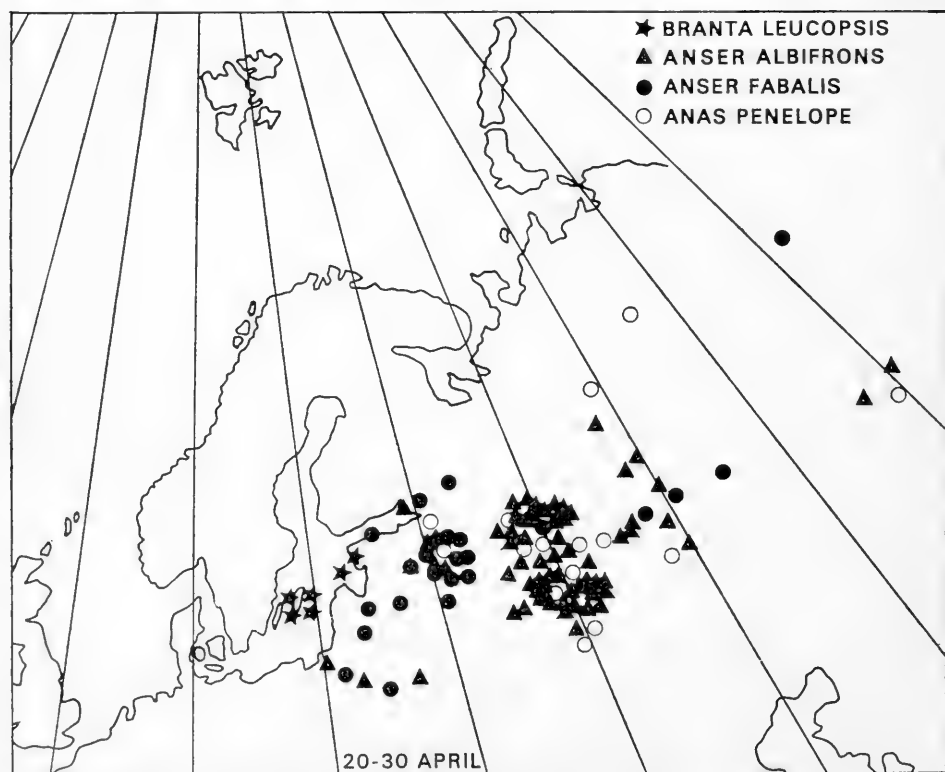 BRANTA LEUCOPSIS
ANSER ALBIFRONS
ANSER FABALIS
ANAS PENELOPE
20-30 APRIL